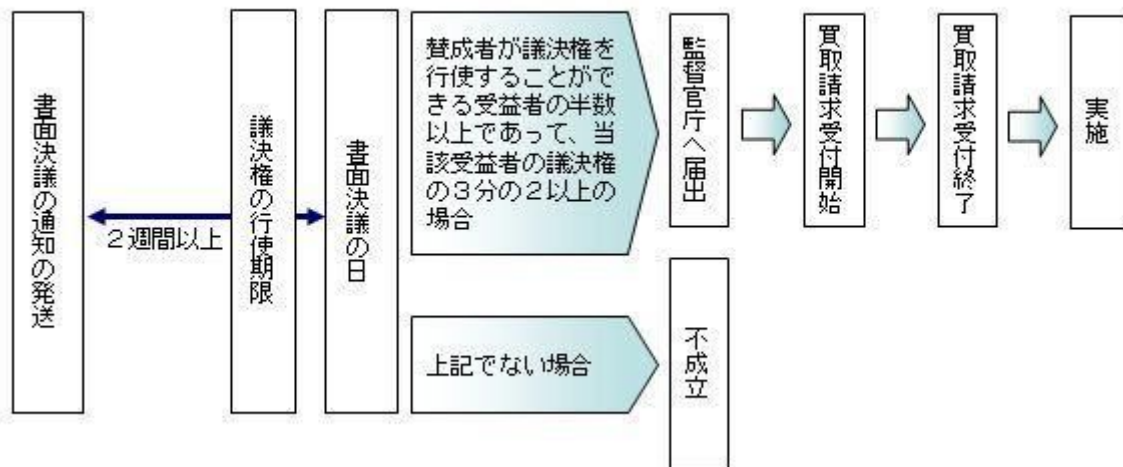 書面決議の通知の発送
２週間以上
議決権の行使期限
書面決議の日
賛成者が議決権を
行使することがで
きる受益者の半数
以上であって、当
該受益者の議決権
の３分の２以上の
場合
監督官庁へ届出
買取請求受付開始
買取請求受付終了
実施
上記でない場合
不成立